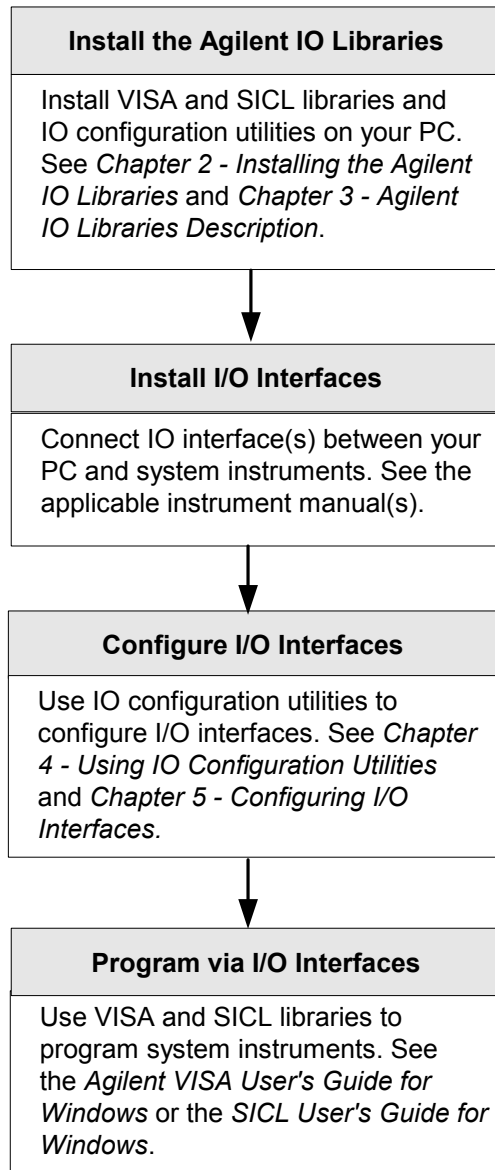 Install the Agilent IO Libraries
Install VISA and SICL libraries and
IO configuration utilities on your PC.
See Chapter 2 - Installing the Agilent
IO Libraries and Chapter 3 - Agilent
IO Libraries Description.
Install I/O Interfaces
Connect IO interface(s) between your
PC and system instruments. See the
applicable instrument manual(s).
Configure I/O Interfaces
Use IO configuration utilities to
configure I/O interfaces. See Chapter
4 - Using IO Configuration Utilities
and Chapter 5 - Configuring I/O
Interfaces.
Program via I/O Interfaces
Use VISA and SICL libraries to
program system instruments. See
the Agilent VISA User's Guide for
Windows or the SICL User's Guide for
Windows.